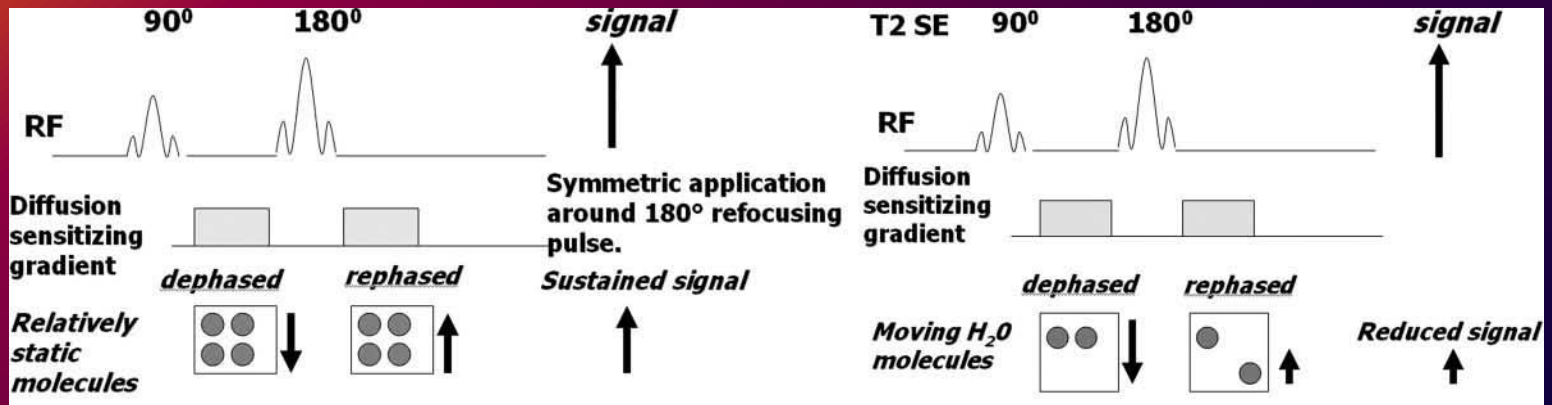 90⁰ 180⁰ signal
RF
Diffusion
sensitizing
gradient
Symmetric application
around 180° refocusing
pulse.
dephased rephased
Sustained signal
Relatively
static
molecules
T2 SE 90⁰ 180⁰ signal
RF
Diffusion
sensitizing
gradient
dephased rephased
Moving H₂0
molecules
Reduced signal